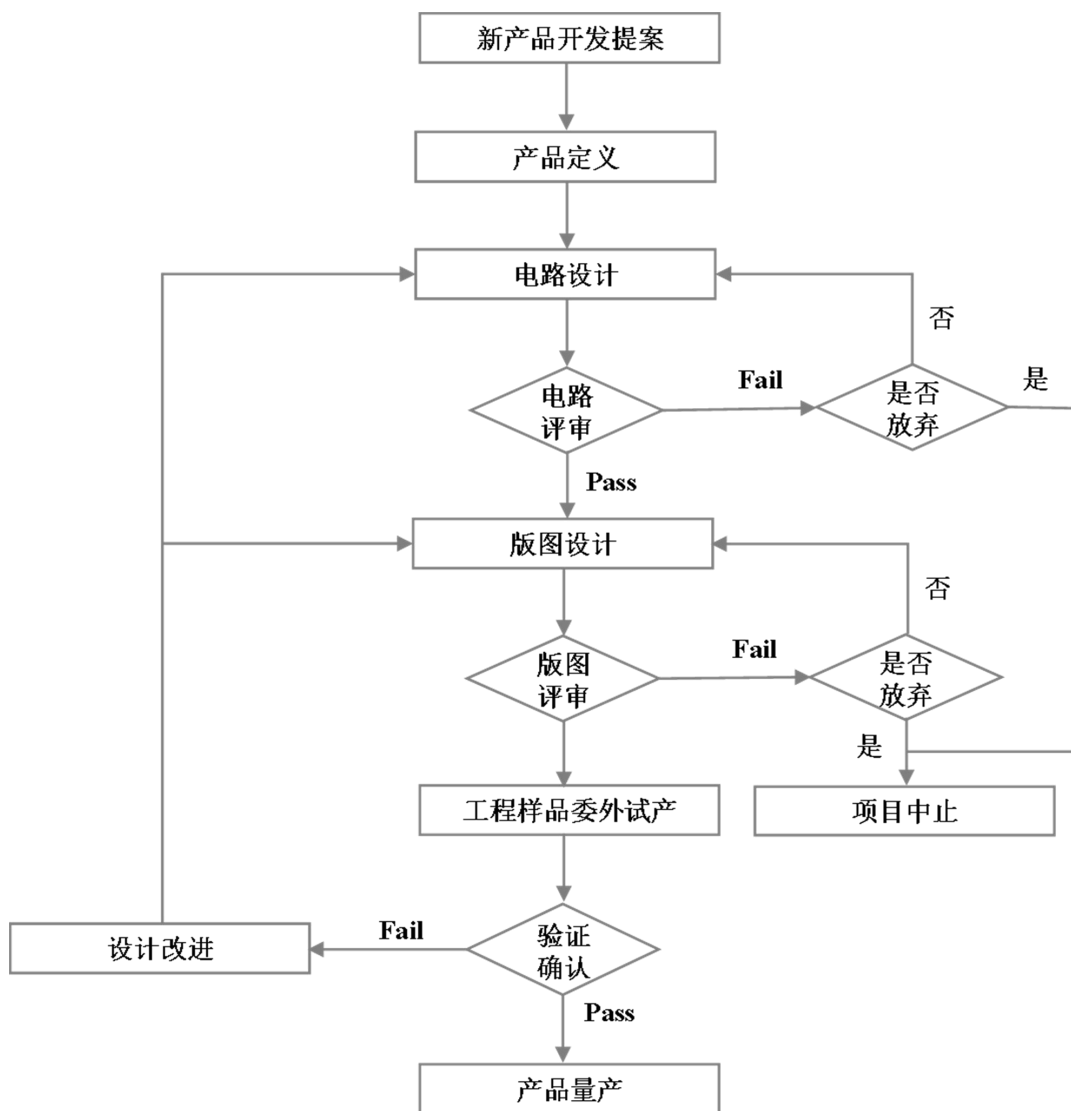 新产品开发提案
产品定义
电路设计
否
Fail
是
电路
评审
是否
放弃
Pass
版图设计
否
Fail
版图
评审
是否
放弃
是
工程样品委外试产
项目中止
Fail
验证
确认
设计改进
Pass
产品量产